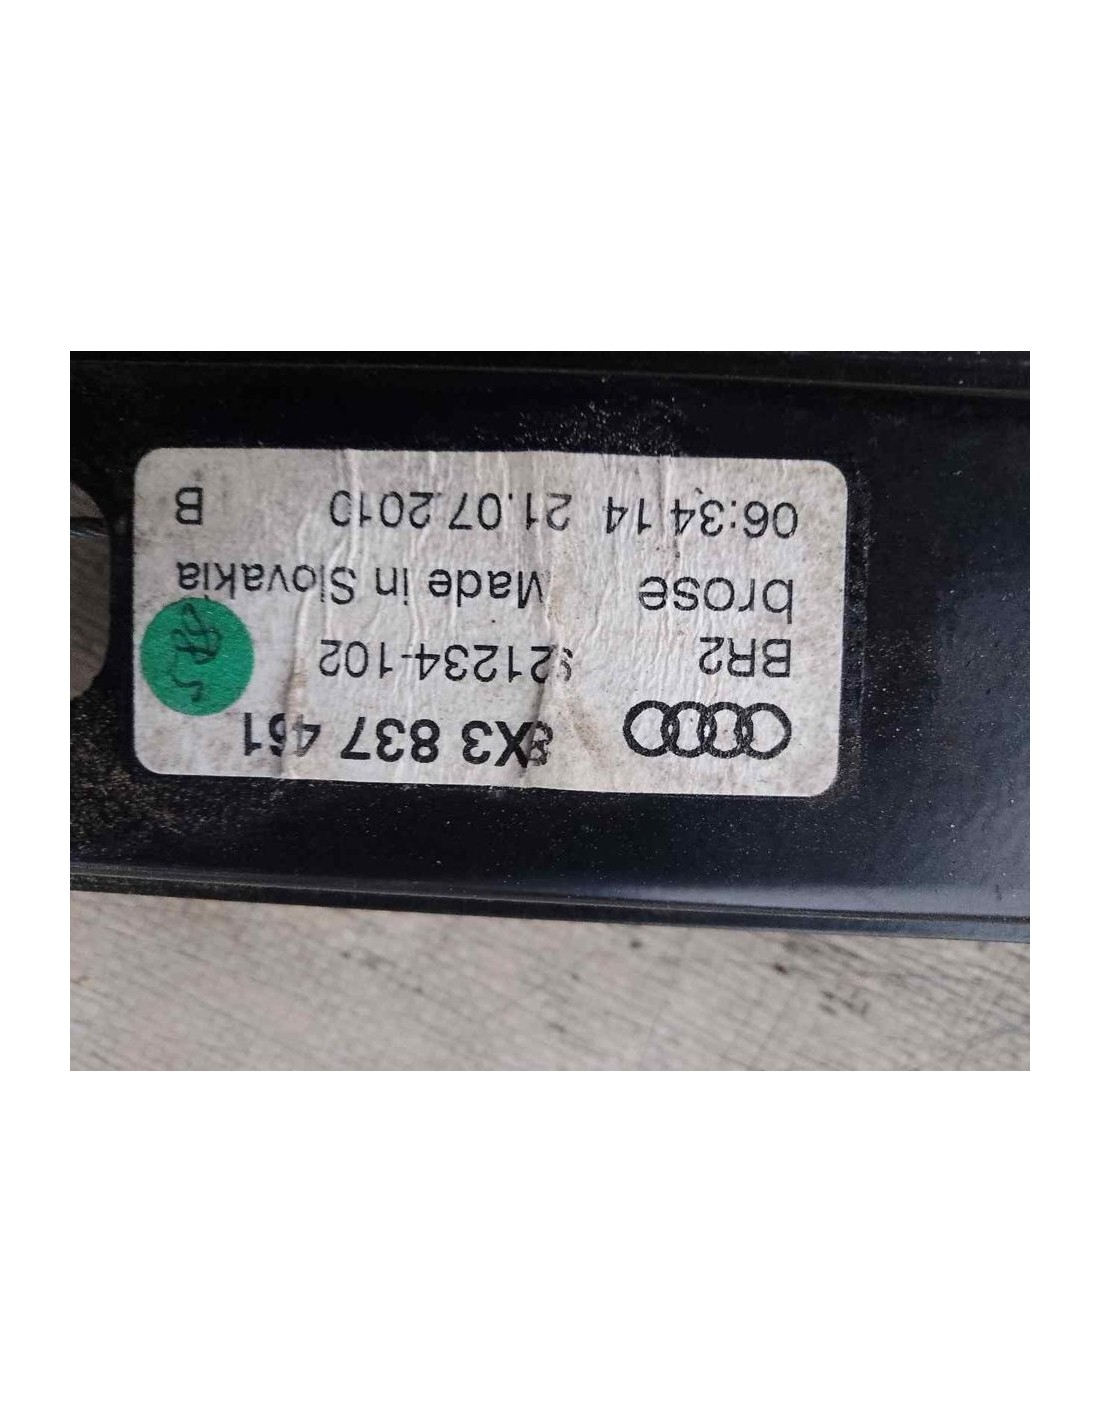 8X3 837 461
BR2 921234-102
brose Made in Slovakia
06:34:14 21.07.2010 B